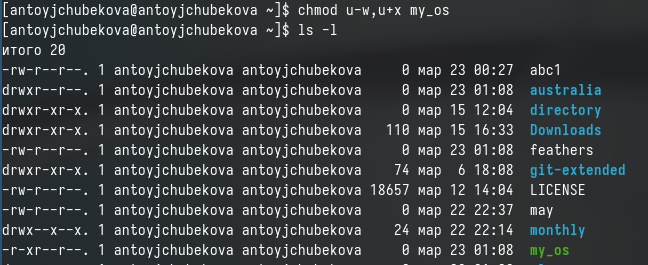 [antoyjchubekova@antoyjchubekova ~]$ chmod u-w,u+x my_os
[antoyjchubekova@antoyjchubekova ~]$ ls -l
итого 20
-rw-r--r--. 1 antoyjchubekova antoyjchubekova 0 мар 23 00:27 abc1
drwxr--r--. 1 antoyjchubekova antoyjchubekova 0 мар 23 01:08 australia
drwxr-xr-x. 1 antoyjchubekova antoyjchubekova 0 мар 15 12:04 directory
drwxr-xr-x. 1 antoyjchubekova antoyjchubekova 110 мар 15 16:33 Downloads
-rw-r--r--. 1 antoyjchubekova antoyjchubekova 0 мар 23 01:08 feathers
drwxr-xr-x. 1 antoyjchubekova antoyjchubekova 74 мар 6 18:08 git-extended
-rw-r--r--. 1 antoyjchubekova antoyjchubekova 18657 мар 12 14:04 LICENSE
-rw-r--r--. 1 antoyjchubekova antoyjchubekova 0 мар 22 22:37 may
drwx--x--x. 1 antoyjchubekova antoyjchubekova 24 мар 22 22:14 monthly
-r-xr--r--. 1 antoyjchubekova antoyjchubekova 0 мар 23 01:08 my_os